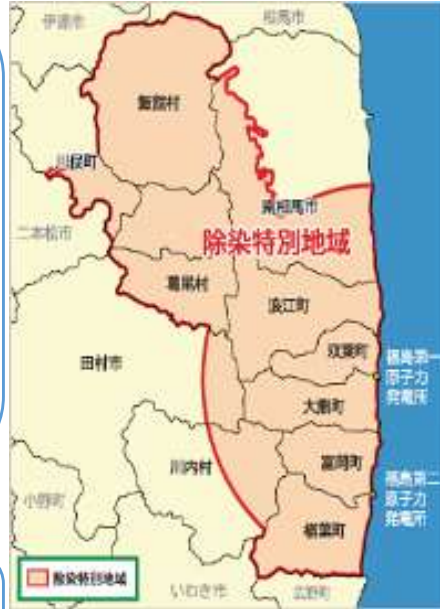 伊達市
相馬市
飯舘村
川俣町
南相馬市
二本松市
除染特別地域
葛尾村
浪江町
双葉町
福島第一
原子力
発電所
田村市
大熊町
川内村
富岡町
福島第二
原子力
発電所
小野町
楢葉町
除染特別地域
いわき市
広野町